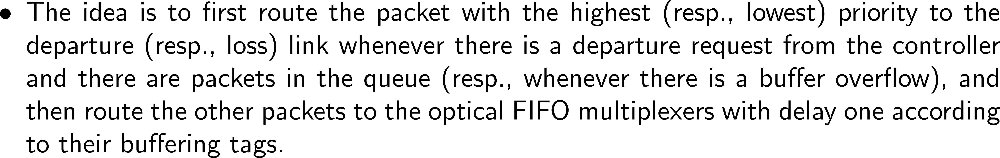 • The idea is to first route the packet with the highest (resp., lowest) priority to the
departure (resp., loss) link whenever there is a departure request from the controller
and there are packets in the queue (resp., whenever there is a buffer overflow), and
then route the other packets to the optical FIFO multiplexers with delay one according
to their buffering tags.